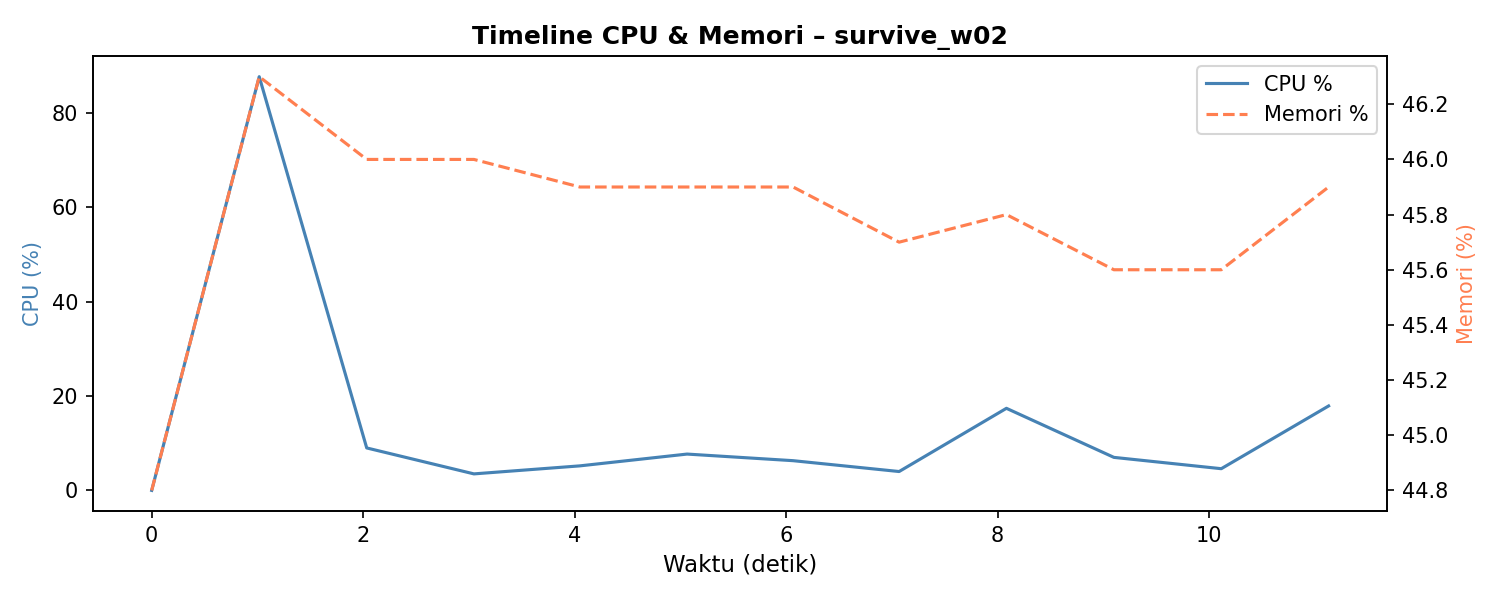 Timeline CPU & Memori – survive_w02
CPU %
Memori %
CPU (%)
80
60
40
20
0
46.2
46.0
45.8
45.6
45.4
45.2
45.0
44.8
Memori (%)
0 2 4 6 8 10
Waktu (detik)